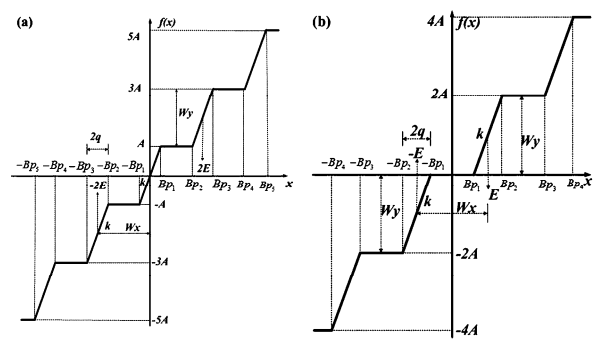 (a)
f(x)
5A
3A
Wy
2q
-Bp5 -Bp4 -Bp3 -Bp2 -Bp1
A
k
Bp1 Bp2 2E Bp3 Bp4 Bp5 x
-2E
-A
k Wx
-3A
-5A
(b)
4A f(x)
2A
k Wy
2q
-E
-Bp4 -Bp3 -Bp2 -Bp1
Bp1 Bp2 Bp3 Bp4 x
E
Wy k Wx
-2A
-4A